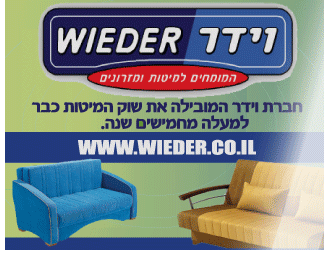 WIEDER וידר
המומחים למיטות ומזרונים
חברת וידר המובילה את שוק המיטות כבר
למעלה מחמישים שנה.
WWW.WIEDER.CO.IL